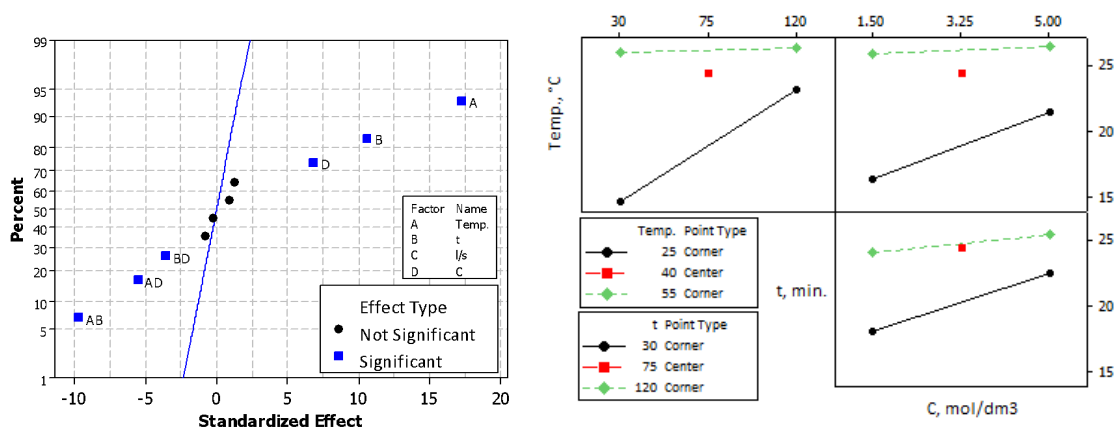 99
95
90
80
70
60
50
40
30
20
10
5
1
Percent
-10 -5 0 5 10 15 20
Standardized Effect
A
B
D
BD
AD
AB
Factor Name
A Temp.
B t
C l/s
D C
Effect Type
Not Significant
Significant
30 75 120 1.50 3.25 5.00
Temp., °C
25
20
15
Temp. Point Type
25 Corner
40 Center
55 Corner
t, min.
25
20
15
t Point Type
30 Corner
75 Center
120 Corner
C, mol/dm3